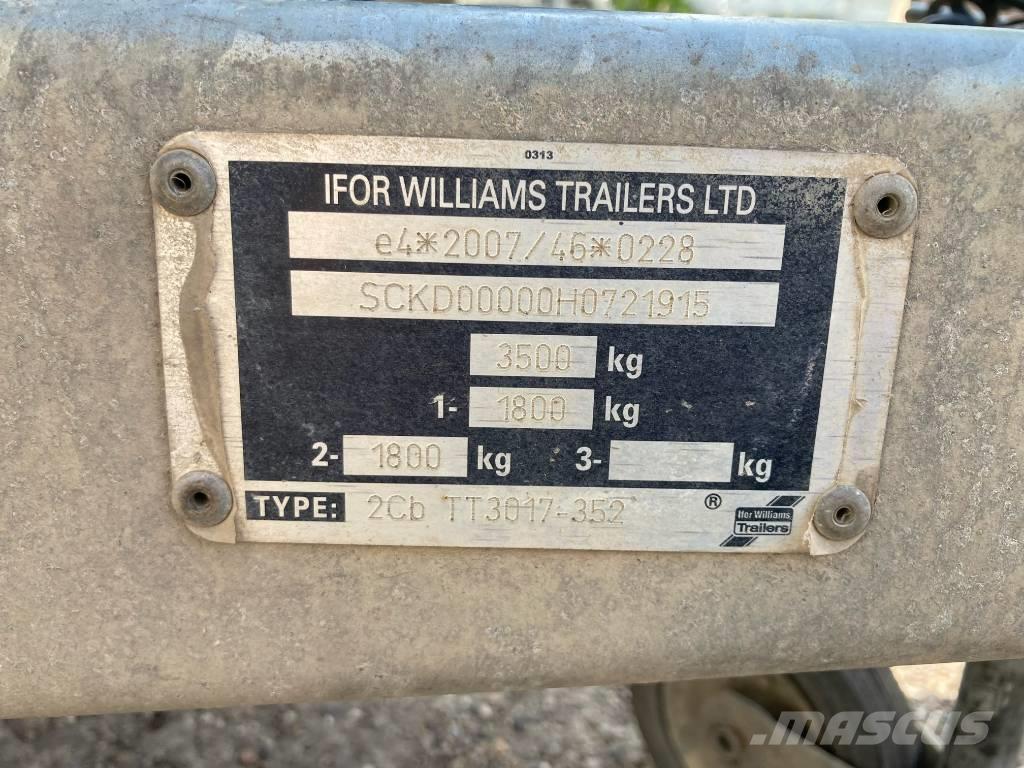 0313
IFOR WILLIAMS TRAILERS LTD
e4*2007/46*0228
SCKD00000H0721915
3500 kg
1- 1800 kg
2- 1800 kg 3- kg
TYPE: 2Cb TT3017-352 ®
Ifor Williams
Trailers
MASCUS